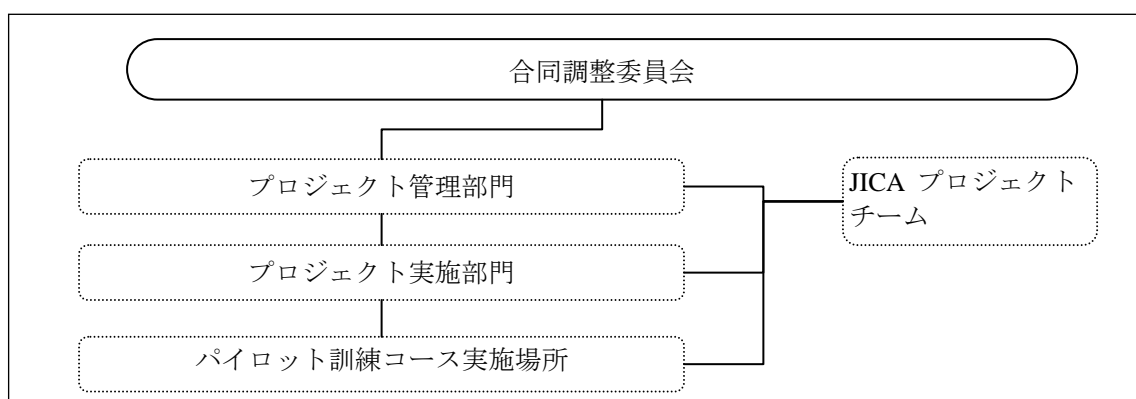 合同調整委員会
プロジェクト管理部門
JICA プロジェクト
チーム
プロジェクト実施部門
パイロット訓練コース実施場所